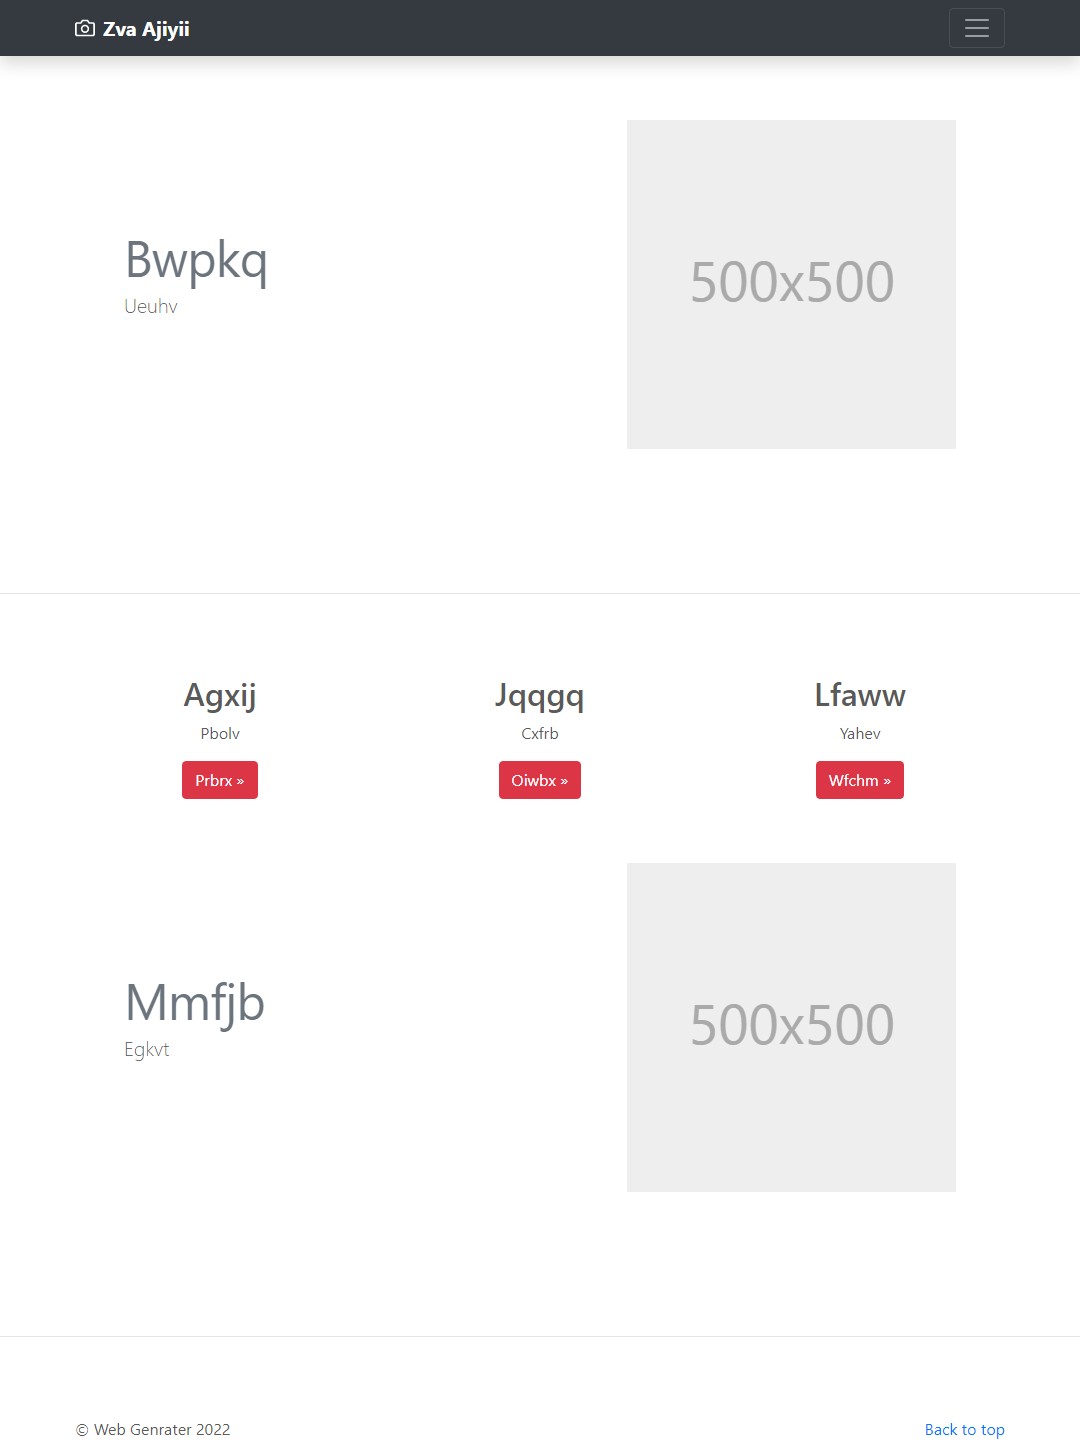 Zva Ajiyii
Bwpkq
Ueuhv
500x500
Agxij
Pbolv
Prbrx »
Jqqgq
Cxfrb
Oiwbx »
Lfaww
Yahev
Wfchm »
Mmfjb
Egkvt
500x500
© Web Genrater 2022
Back to top